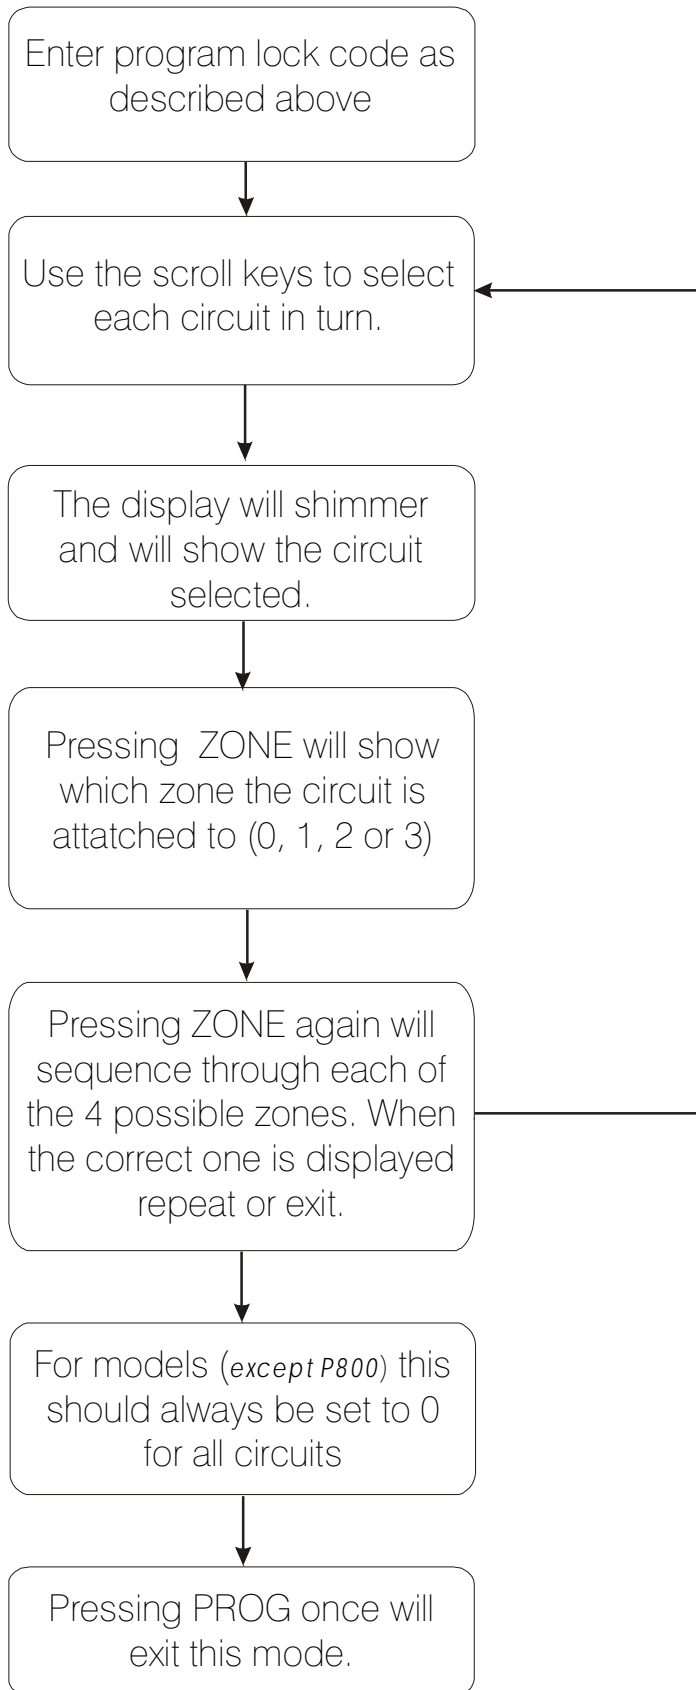 Enter program lock code as
described above
Use the scroll keys to select
each circuit in turn.
The display will shimmer
and will show the circuit
selected.
Pressing ZONE will show
which zone the circuit is
attatched to (0, 1, 2 or 3)
Pressing ZONE again will
sequence through each of
the 4 possible zones. When
the correct one is displayed
repeat or exit.
For models (except P800) this
should always be set to 0
for all circuits
Pressing PROG once will
exit this mode.